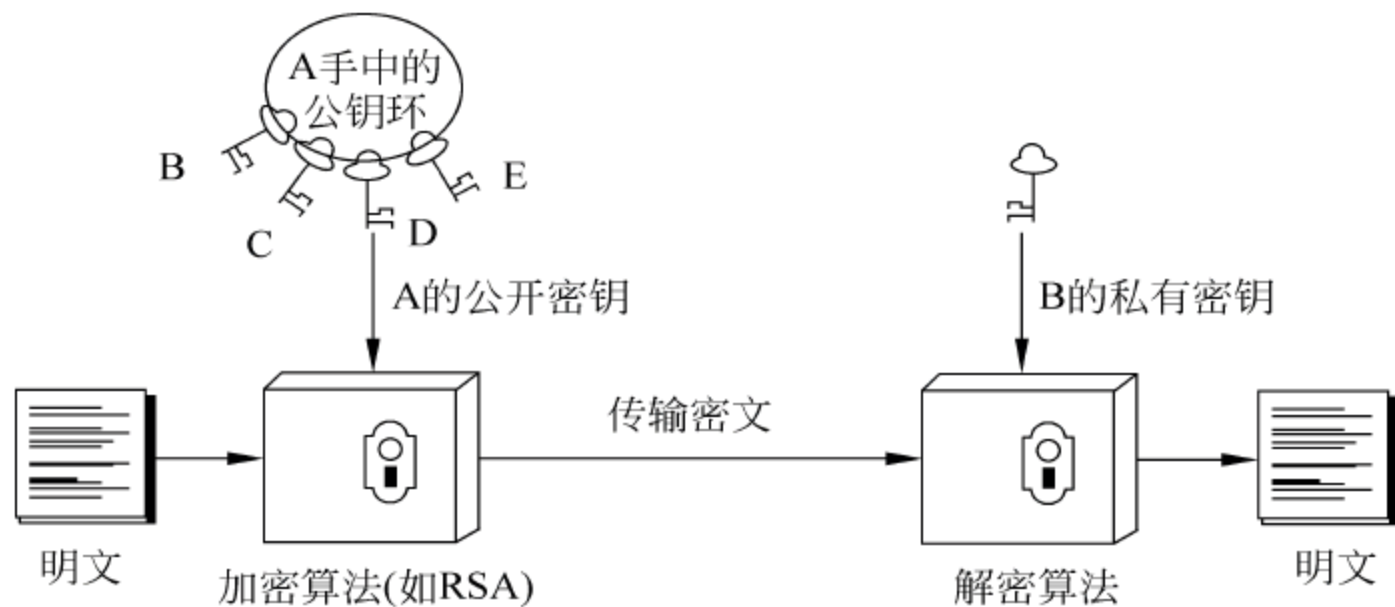 A手中的
公钥环
B
C
D
E
A的公开密钥
B的私有密钥
传输密文
明文
加密算法(如RSA)
解密算法
明文